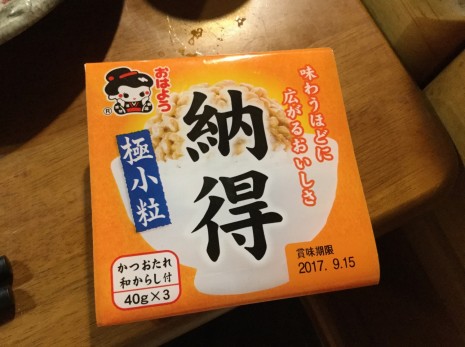 おはよっ
®
味わうほどに
広がるおいしさ
納得
極小粒
賞味期限
2017. 9.15
かつおたれ
和からし付
40g×3